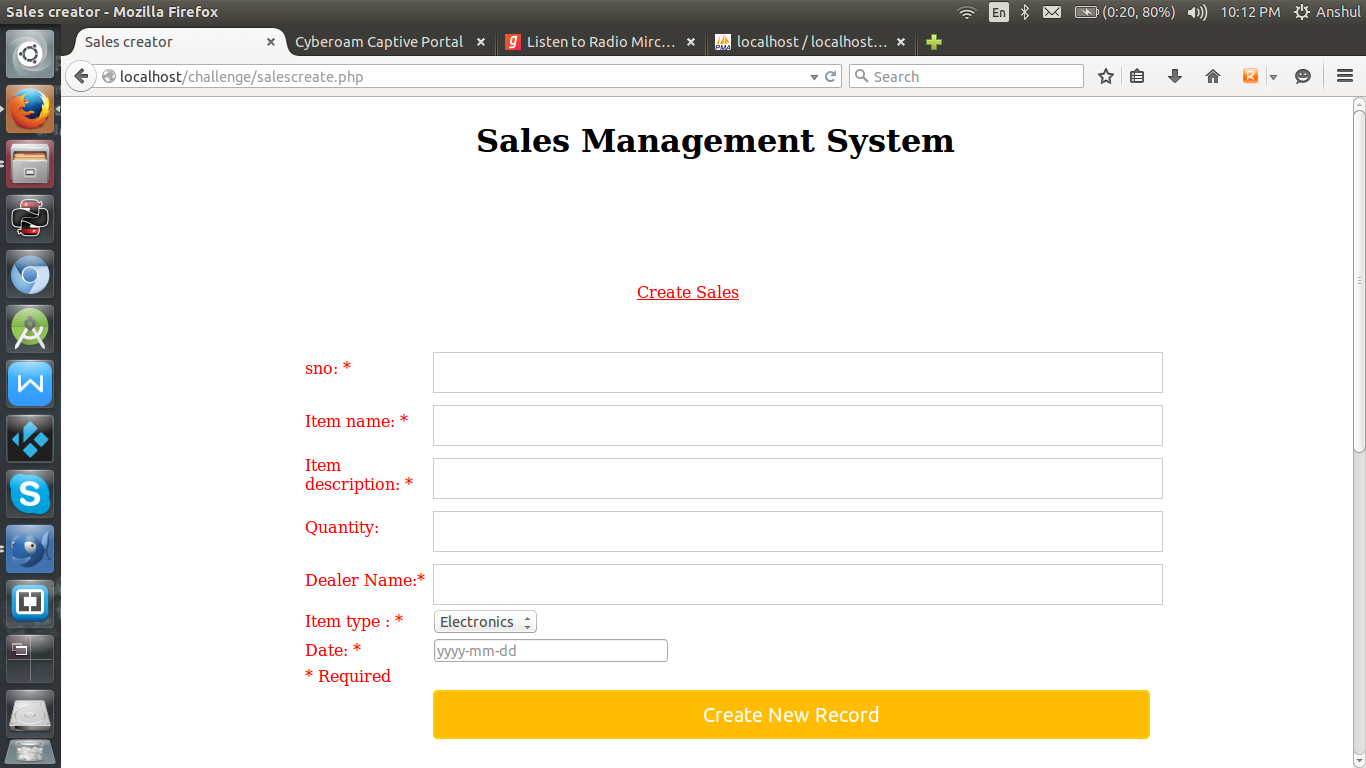 Sales creator - Mozilla Firefox
En
(0:20, 80%)
10:12 PM
Anshul
Sales creator
Cyberoam Captive Portal
Listen to Radio Mirc...
PMA
localhost / localhost...
localhost/challenge/salescreate.php
Search
Sales Management System
Create Sales
sno: *
Item name: *
Item
description: *
Quantity:
Dealer Name:*
Item type : *
Electronics
Date: *
yyyy-mm-dd
* Required
Create New Record